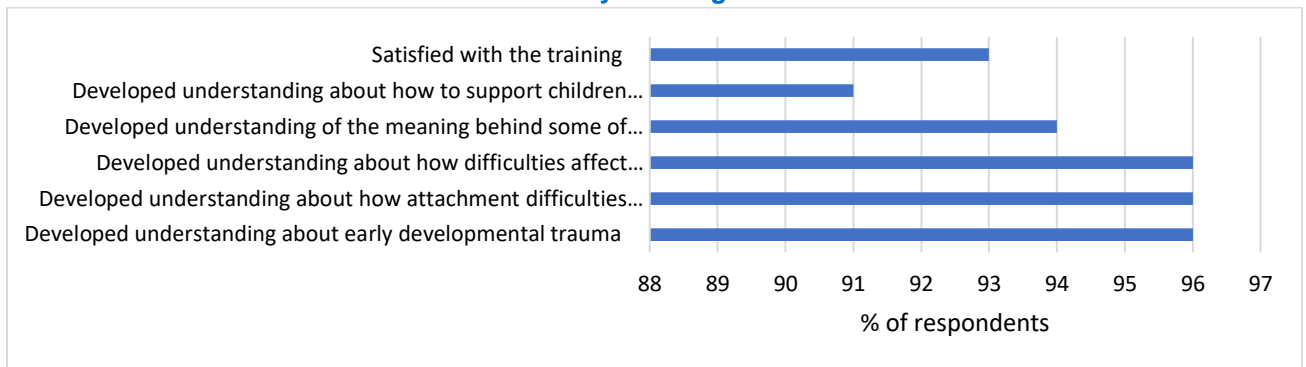 Satisfied with the training
Developed understanding about how to support children...
Developed understanding of the meaning behind some of...
Developed understanding about how difficulties affect...
Developed understanding about how attachment difficulties...
Developed understanding about early developmental trauma
88 89 90 91 92 93 94 95 96 97
% of respondents